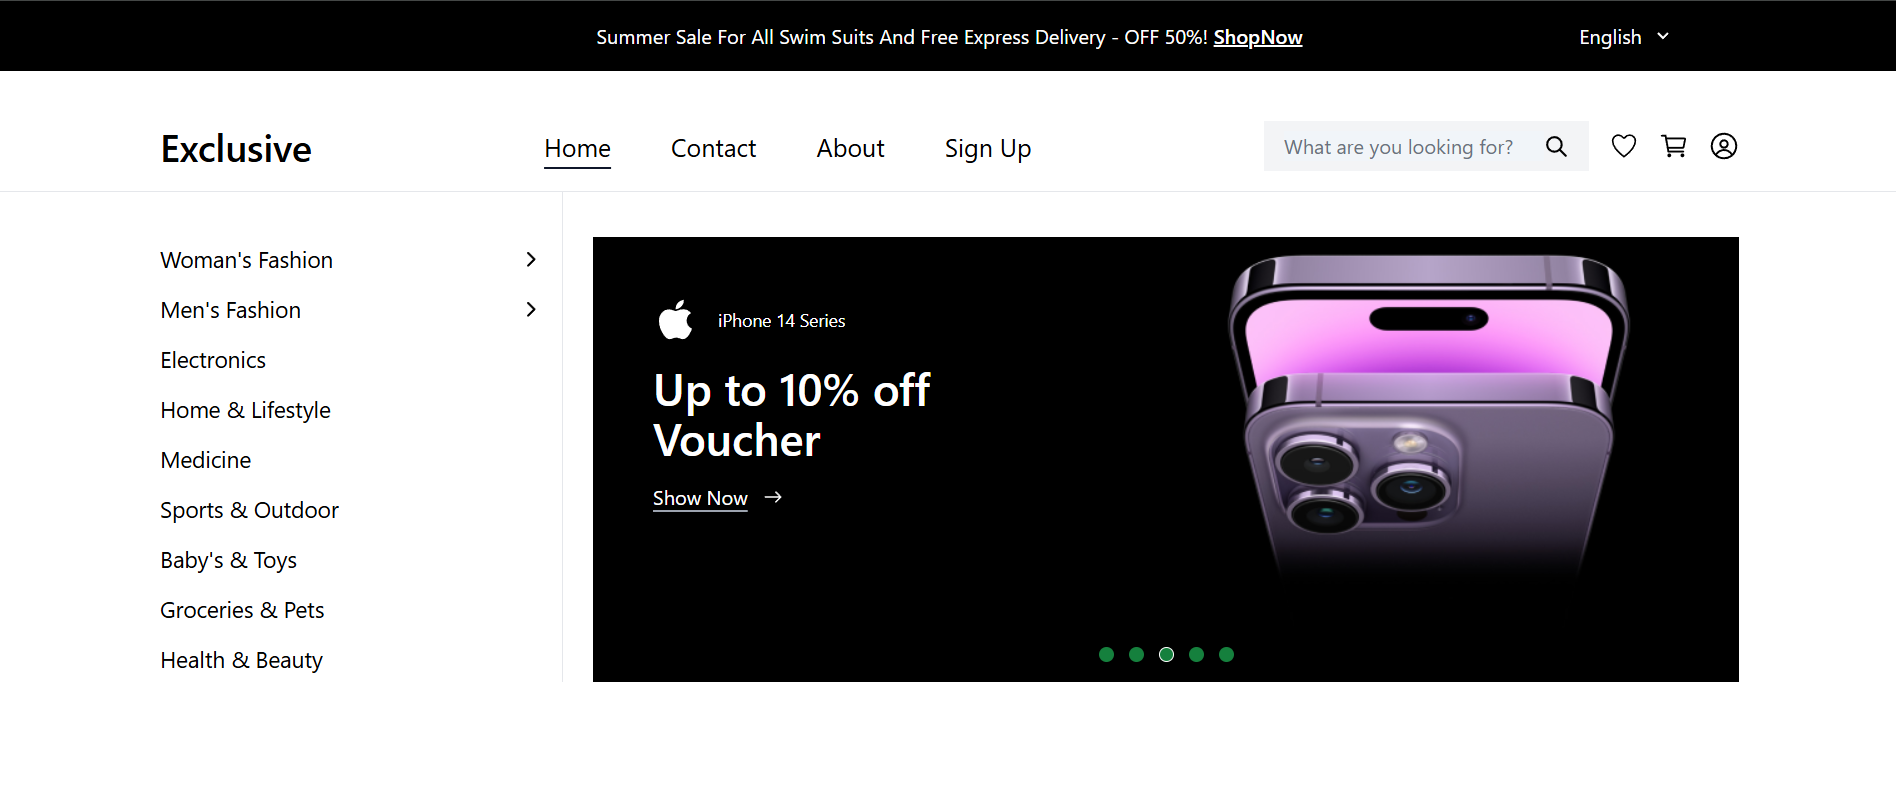 Summer Sale For All Swim Suits And Free Express Delivery - OFF 50%! ShopNow
English
Exclusive
Home
Contact
About
Sign Up
What are you looking for?
Woman's Fashion
Men's Fashion
Electronics
Home & Lifestyle
Medicine
Sports & Outdoor
Baby's & Toys
Groceries & Pets
Health & Beauty
iPhone 14 Series
Up to 10% off
Voucher
Show Now